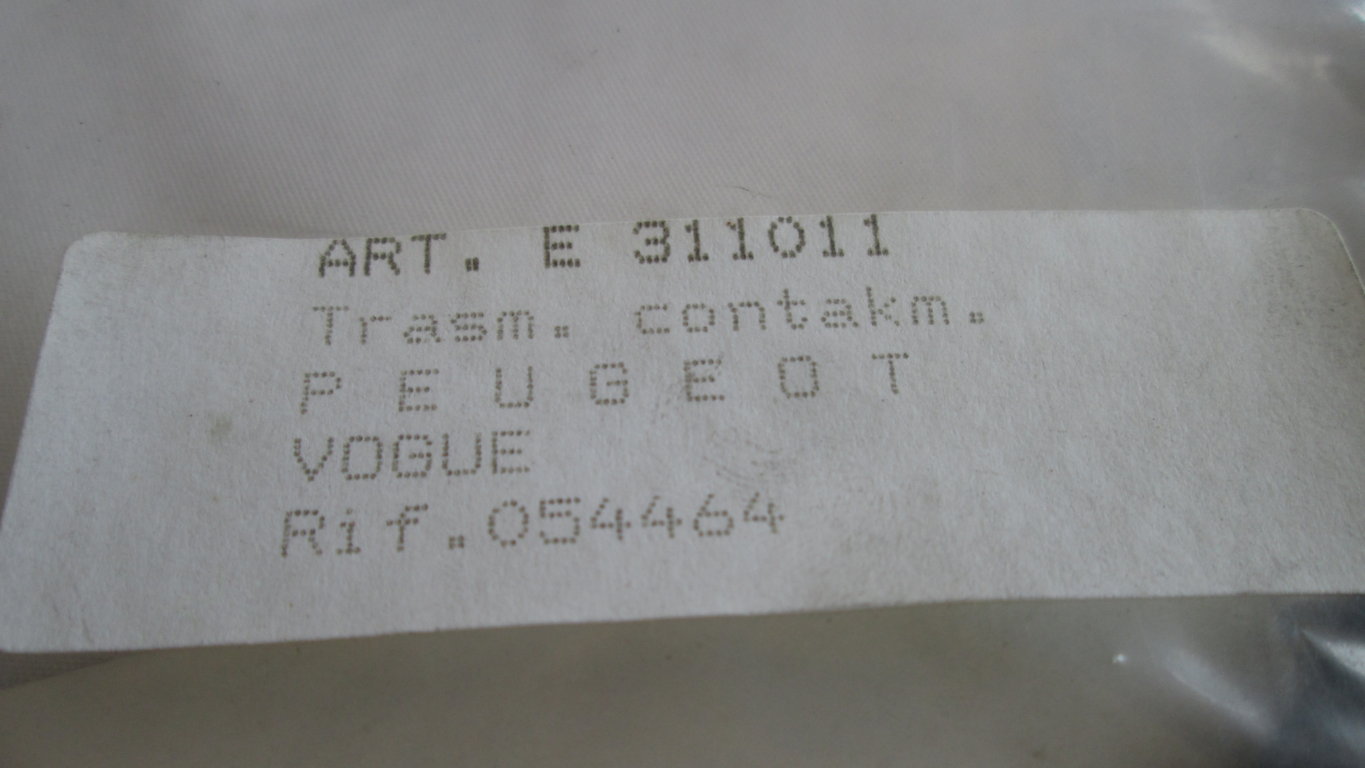 ART. E 311011
Trasm. contakm.
P E U G E O T
VOGUE
Rif.054464